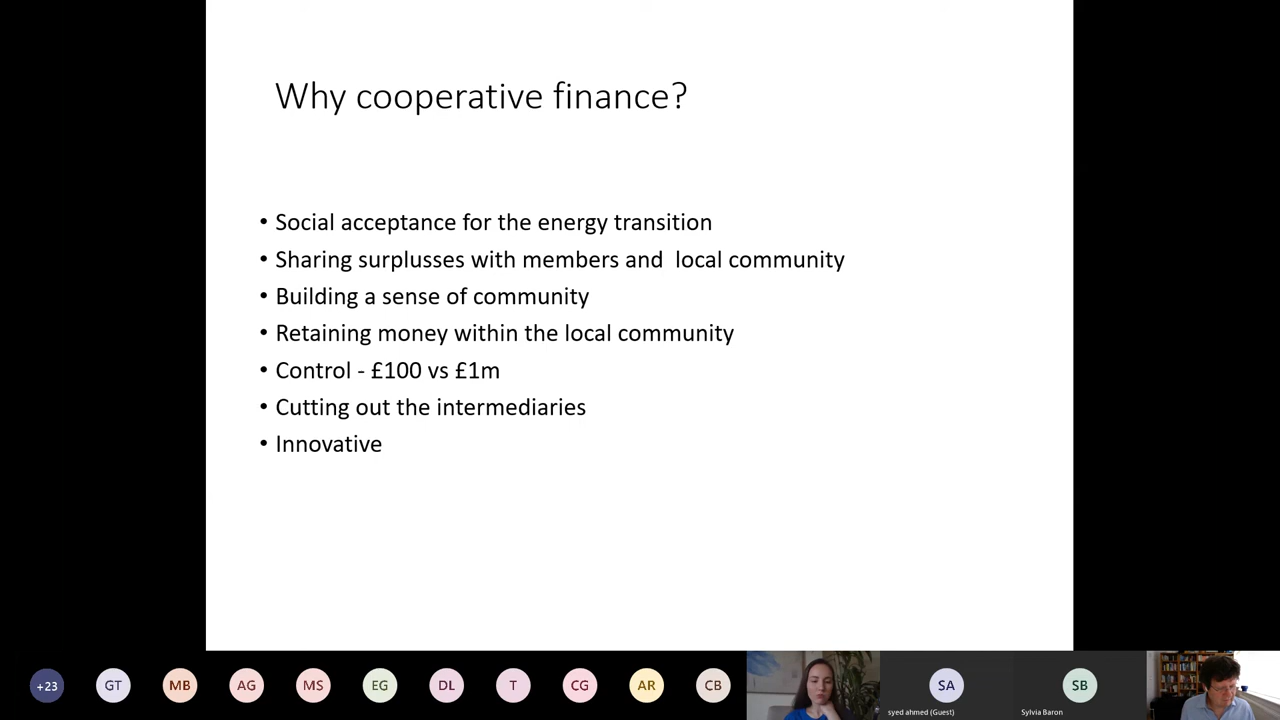 Why cooperative finance?
• Social acceptance for the energy transition
• Sharing surplusses with members and  local community
• Building a sense of community
• Retaining money within the local community
• Control - £100 vs £1m
• Cutting out the intermediaries
• Innovative
+23
GT
MB
AG
MS
EG
DL
T
CG
AR
CB
SA
syed ahmed (Guest)
SB
Sylvia Baron